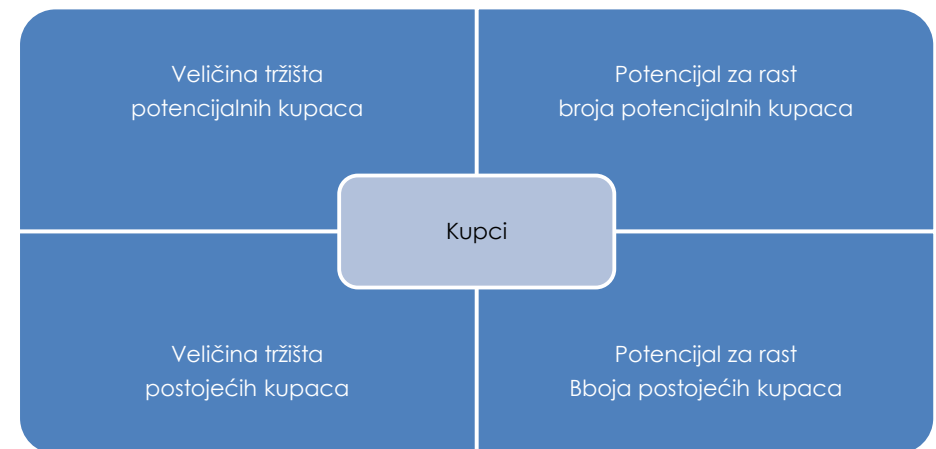 Veličina tržišta
potencijalnih kupaca
Potencijal za rast
broja potencijalnih kupaca
Kupci
Veličina tržišta
postojećih kupaca
Potencijal za rast
Bboja postojećih kupaca